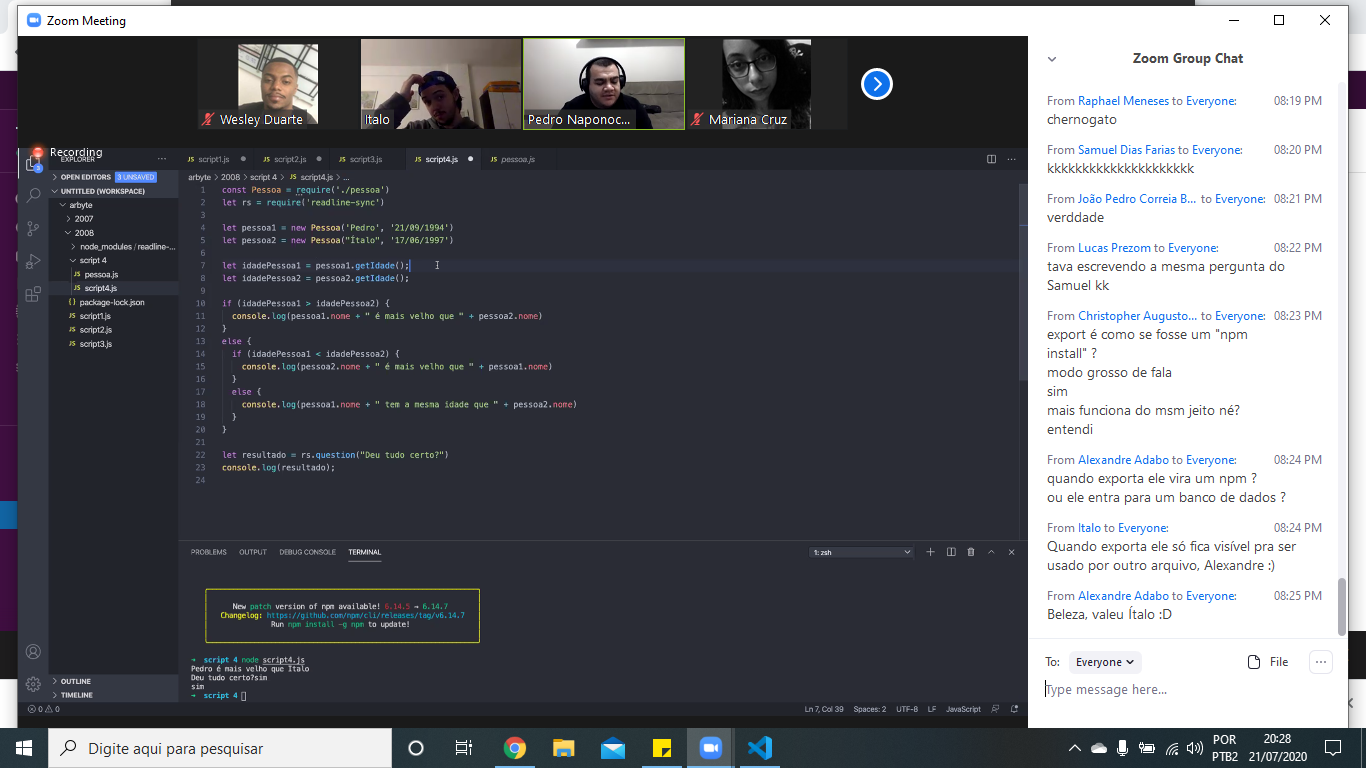 Zoom Meeting
Wesley Duarte
Italo
Pedro Naponoc...
Mariana Cruz
Recording
EXPLORER
OPEN EDITORS 3 UNSAVED
UNTITLED (WORKSPACE)
arbyte
2007
2008
node_modules / readline-...
script 4
JS pessoa.js
JS script4.js
{} package-lock.json
JS script1.js
JS script2.js
JS script3.js
OUTLINE
TIMELINE
JS script1.js
JS script2.js
JS script3.js
JS script4.js
JS pessoa.js
arbyte > 2008 > script 4 > JS script4.js > ...
1 const Pessoa = require('./pessoa')
2 let rs = require('readline-sync')
3
4 let pessoa1 = new Pessoa('Pedro', '21/09/1994')
5 let pessoa2 = new Pessoa("Ítalo", '17/06/1997')
6
7 let idadePessoa1 = pessoa1.getIdade();
8 let idadePessoa2 = pessoa2.getIdade();
9
10 if (idadePessoa1 > idadePessoa2) {
11 console.log(pessoa1.nome + " é mais velho que " + pessoa2.nome)
12 }
13 else {
14 if (idadePessoa1 < idadePessoa2) {
15 console.log(pessoa2.nome + " é mais velho que " + pessoa1.nome)
16 }
17 else {
18 console.log(pessoa1.nome + " tem a mesma idade que " + pessoa2.nome)
19 }
20 }
21
22 let resultado = rs.question("Deu tudo certo?")
23 console.log(resultado);
24
PROBLEMS OUTPUT DEBUG CONSOLE TERMINAL
1: zsh
New patch version of npm available! 6.14.5 → 6.14.7
Changelog: https://github.com/npm/cli/releases/tag/v6.14.7
Run npm install -g npm to update!
→ script 4 node script4.js
Pedro é mais velho que Ítalo
Deu tudo certo?sim
sim
→ script 4
0 0
Ln 7, Col 39 Spaces: 2 UTF-8 LF JavaScript
Zoom Group Chat
From Raphael Meneses to Everyone: 08:19 PM
chernogato
From Samuel Dias Farias to Everyone: 08:20 PM
kkkkkkkkkkkkkkkkkkkkk
From João Pedro Correia B... to Everyone: 08:21 PM
verddade
From Lucas Prezom to Everyone: 08:22 PM
tava escrevendo a mesma pergunta do
Samuel kk
From Christopher Augusto... to Everyone: 08:23 PM
export é como se fosse um "npm
install" ?
modo grosso de fala
sim
mais funciona do msm jeito né?
entendi
From Alexandre Adabo to Everyone: 08:24 PM
quando exporta ele vira um npm ?
ou ele entra para um banco de dados ?
From Italo to Everyone: 08:24 PM
Quando exporta ele só fica visível pra ser
usado por outro arquivo, Alexandre :)
From Alexandre Adabo to Everyone: 08:25 PM
Beleza, valeu Ítalo :D
To: Everyone
File
Type message here...
Digite aqui para pesquisar
POR
PTB2
20:28
21/07/2020